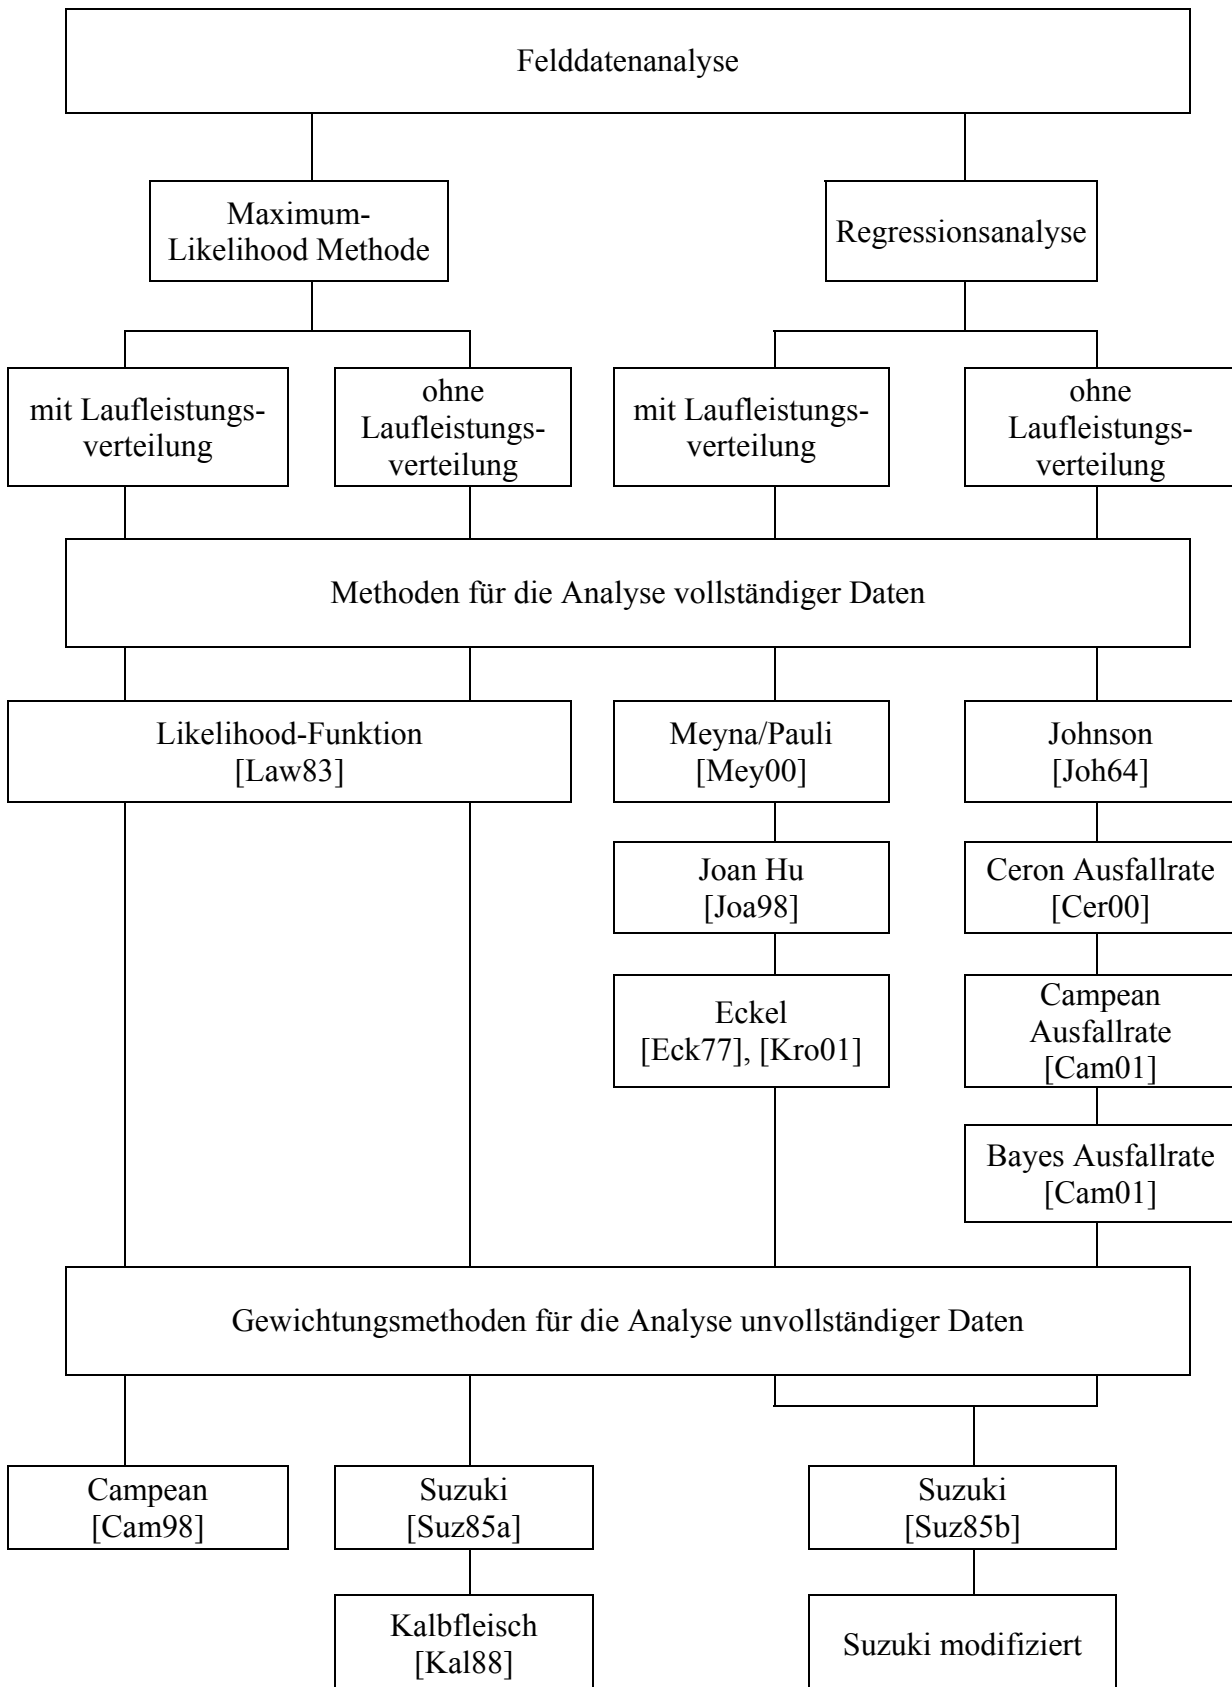 Felddatenanalyse
Maximum-
Likelihood Methode
Regressionsanalyse
mit Laufleistungs-
verteilung
ohne
Laufleistungs-
verteilung
mit Laufleistungs-
verteilung
ohne
Laufleistungs-
verteilung
Methoden für die Analyse vollständiger Daten
Likelihood-Funktion
[Law83]
Meyna/Pauli
[Mey00]
Johnson
[Joh64]
Joan Hu
[Joa98]
Ceron Ausfallrate
[Cer00]
Eckel
[Eck77], [Kro01]
Campean
Ausfallrate
[Cam01]
Bayes Ausfallrate
[Cam01]
Gewichtungsmethoden für die Analyse unvollständiger Daten
Campean
[Cam98]
Suzuki
[Suz85a]
Suzuki
[Suz85b]
Kalbfleisch
[Kal88]
Suzuki modifiziert